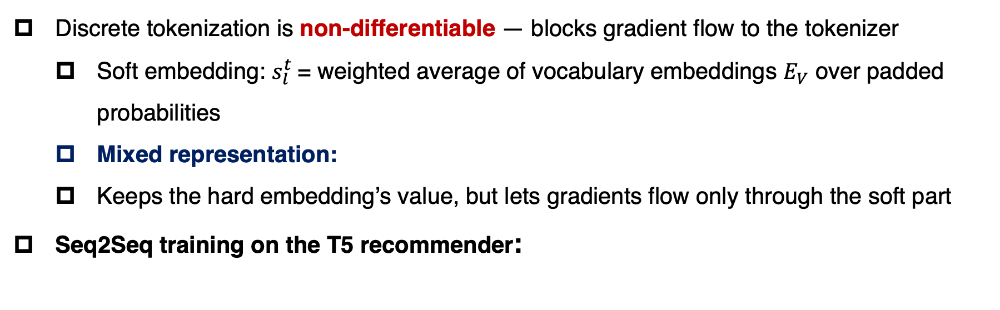 Discrete tokenization is non-differentiable — blocks gradient flow to the tokenizer
Soft embedding: $s_l^t$ = weighted average of vocabulary embeddings $E_V$ over padded
probabilities
Mixed representation:
Keeps the hard embedding’s value, but lets gradients flow only through the soft part
Seq2Seq training on the T5 recommender: